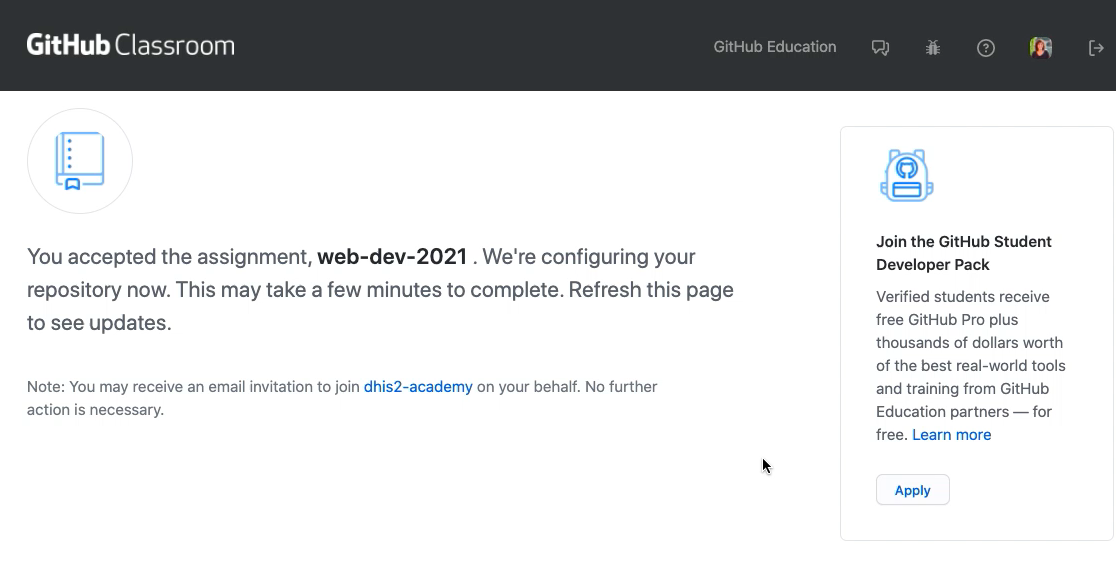 GitHub Classroom
GitHub Education
You accepted the assignment, web-dev-2021 . We're configuring your
repository now. This may take a few minutes to complete. Refresh this page
to see updates.
Note: You may receive an email invitation to join dhis2-academy on your behalf. No further
action is necessary.
Join the GitHub Student
Developer Pack
Verified students receive
free GitHub Pro plus
thousands of dollars worth
of the best real-world tools
and training from GitHub
Education partners — for
free. Learn more
Apply